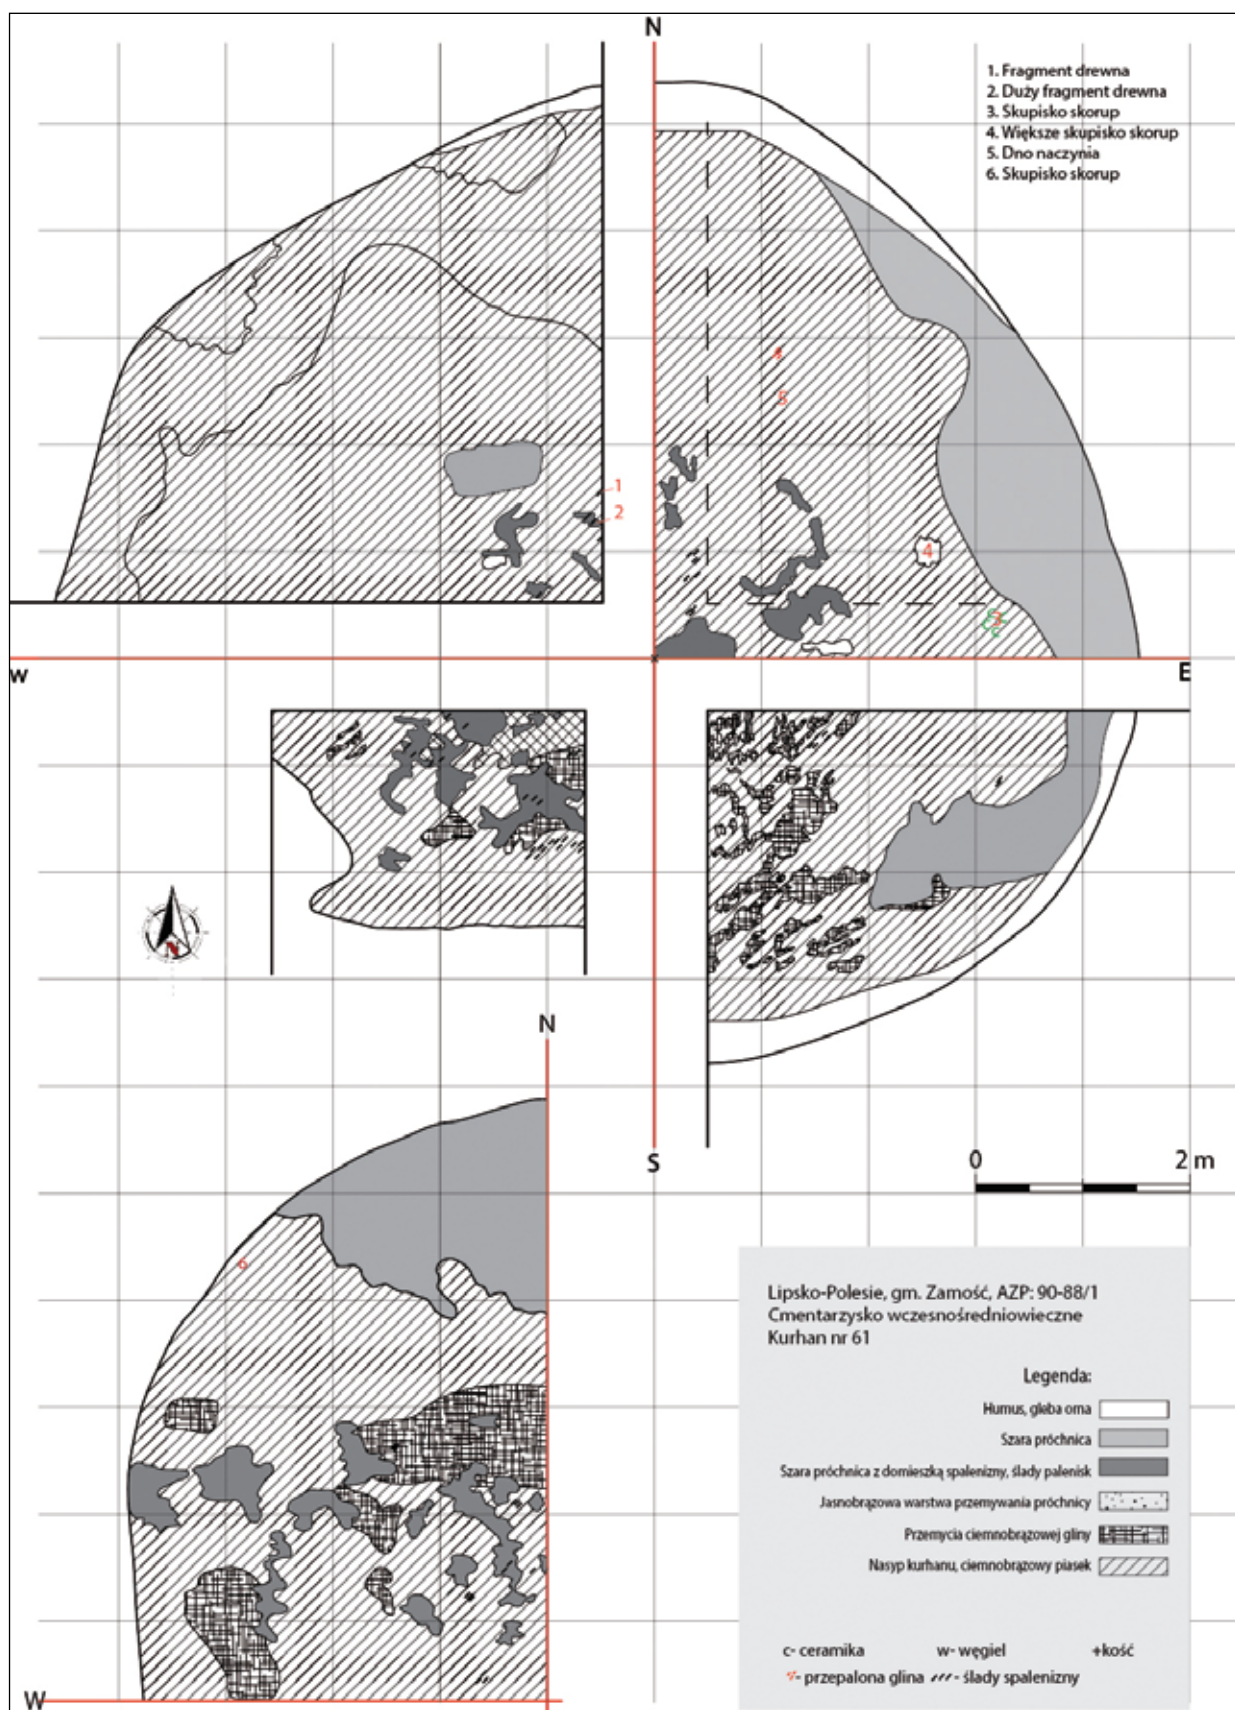 N
1. Fragment drewna
2. Duży fragment drewna
3. Skupisko skorup
4. Większe skupisko skorup
5. Dno naczynia
6. Skupisko skorup
5
1
2
4
3
W
E
N
N
S
0 2 m
6
Lipsko-Polesie, gm. Zamość, AZP: 90-88/1
Cmentarzysko wczesnośredniowieczne
Kurhan nr 61
Legenda:
Humus, gleba orna
Szara próchnica
Szara próchnica z domieszką spalenizny, ślady palenisk
Jasnobrązowa warstwa przemywania próchnicy
Przemycia ciemnobrązowej gliny
Nasyp kurhanu, ciemnobrązowy piasek
c- ceramika w- węgiel +kość
- przepalona glina - ślady spalenizny
W